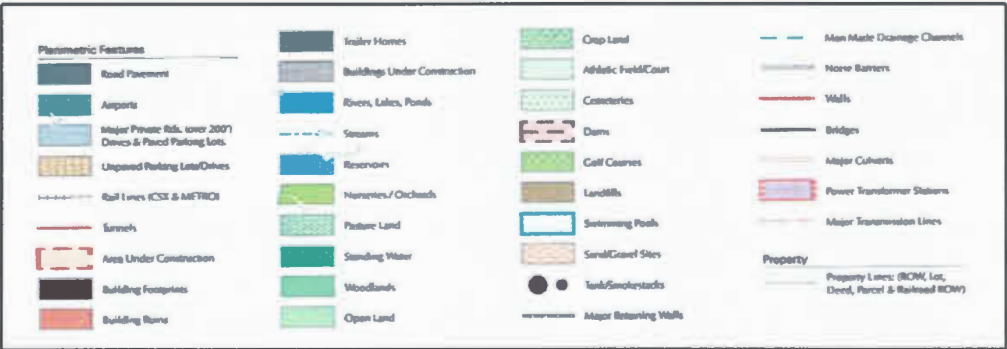 Planimetric Features
Road Pavement
Airports
Major Private Rds. (over 200')
Drives & Paved Parking Lots.
Unpaved Parking Lots/Drives
Rail Lines (CSX & METRO)
Tunnels
Area Under Construction
Building Footprints
Building Ruins
Trailer Homes
Buildings Under Construction
Rivers, Lakes, Ponds
Streams
Reservoirs
Nurseries / Orchards
Pasture Land
Standing Water
Woodlands
Open Land
Crop Land
Athletic Field/Court
Cemeteries
Dams
Golf Courses
Landfills
Swimming Pools
Sand/Gravel Sites
Tank/Smokestacks
Major Retaining Walls
Man Made Drainage Channels
Noise Barriers
Walls
Bridges
Major Culverts
Power Transformer Stations
Major Transmission Lines
Property
Property Lines: (ROW, Lot,
Deed, Parcel & Railroad ROW)